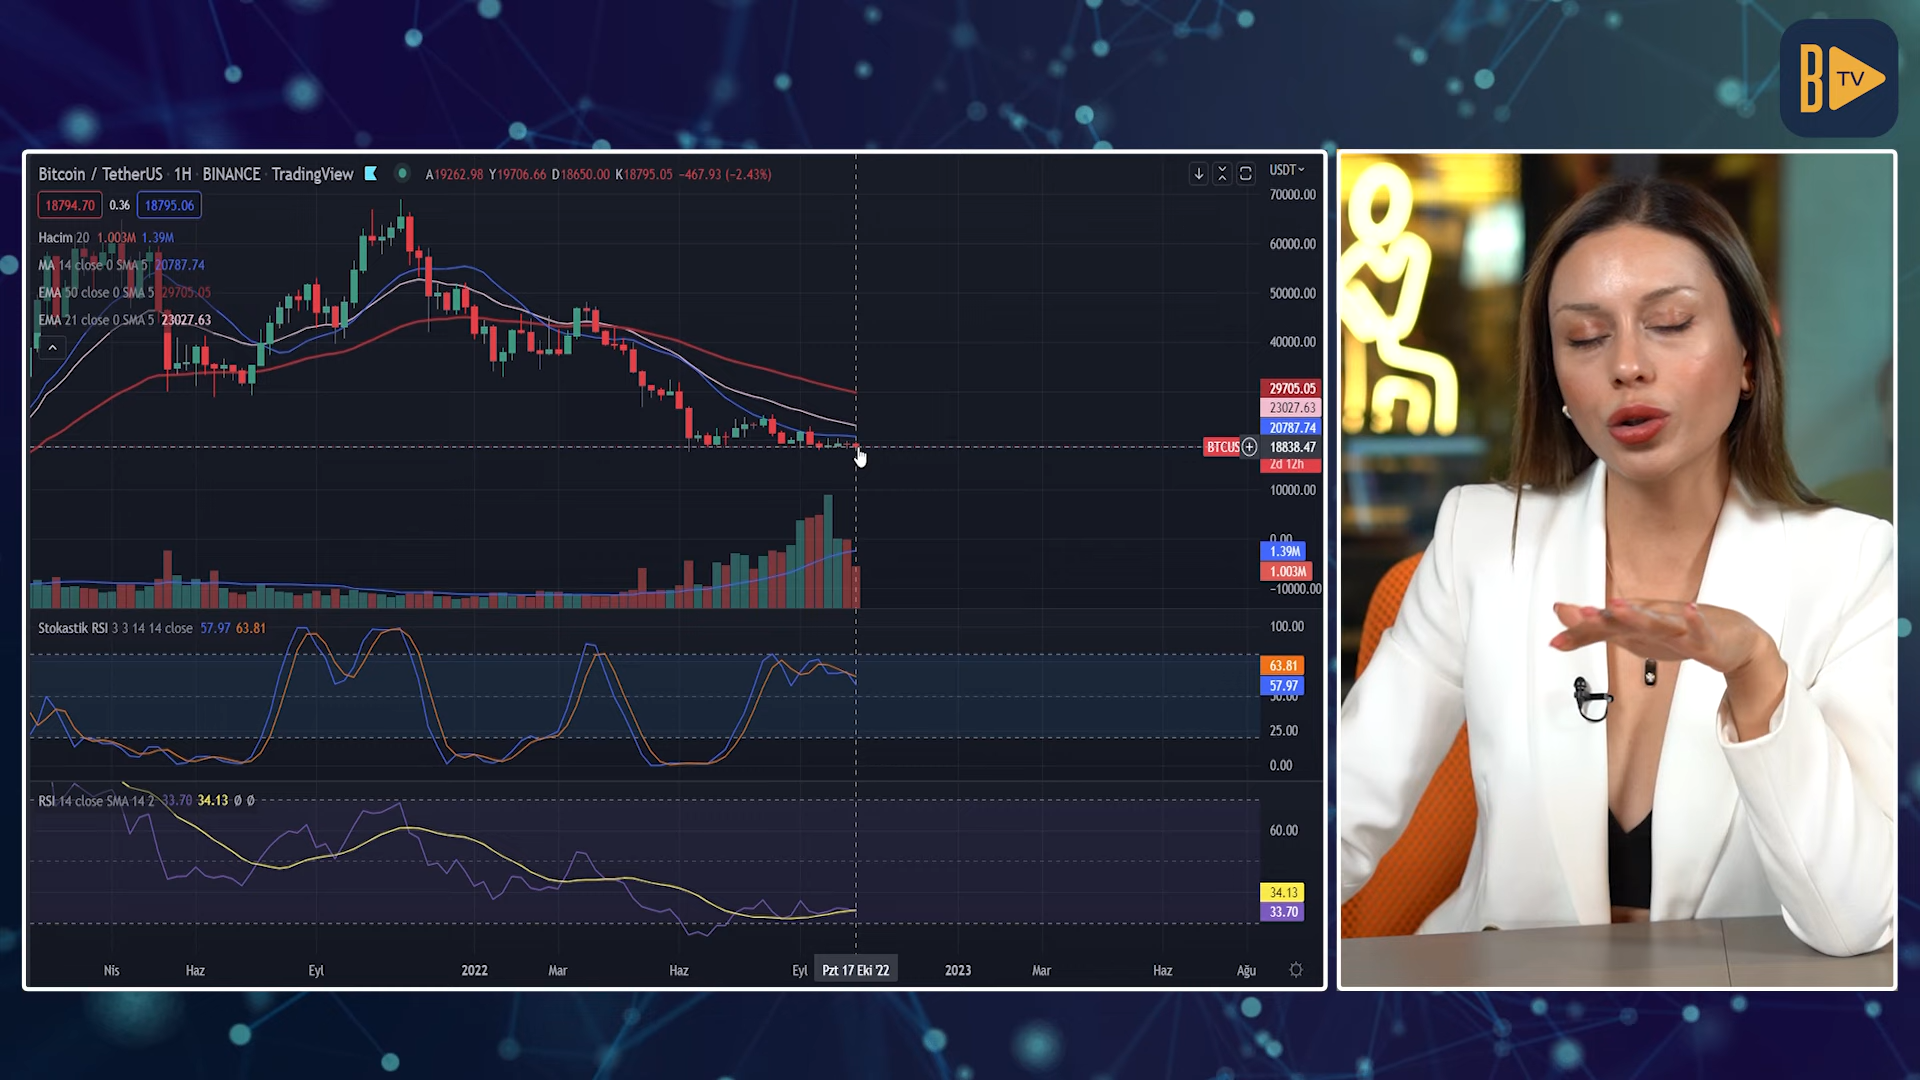 B TV
Bitcoin / TetherUS · 1H · BINANCE · TradingView A19262.98 Y19706.66 D18650.00 K18795.05 −467.93 (−2.43%) USDT
18794.70 0.36 18795.06
Hacim 20 1.003M 1.39M
MA 14 close 0 SMA 5 20787.74
EMA 50 close 0 SMA 5 29705.05
EMA 21 close 0 SMA 5 23027.63
70000.00
60000.00
50000.00
40000.00
29705.05
23027.63
20787.74
BTCUS 18838.47
2d 12h
10000.00
0.00
1.39M
1.003M
−10000.00
Stokastik RSI 3 3 14 14 close 57.97 63.81
100.00
63.81
57.97
50.00
25.00
0.00
RSI 14 close SMA 14 2 33.70 34.13 Ø Ø
60.00
34.13
33.70
Nis Haz Eyl 2022 Mar Haz Eyl Pzt 17 Eki '22 2023 Mar Haz Ağu